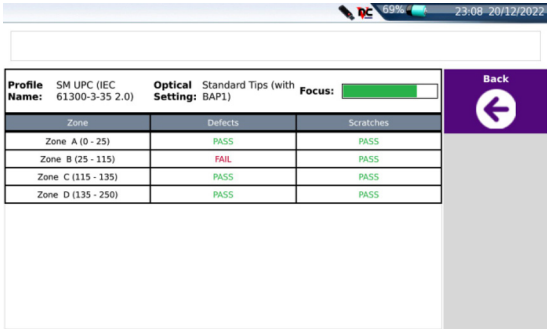 69% 23:08 20/12/2022
Back
Profile Name: SM UPC (IEC 61300-3-35 2.0) Optical Setting: Standard Tips (with BAP1) Focus:
Zone Defects Scratches
Zone A (0 - 25) PASS PASS
Zone B (25 - 115) FAIL PASS
Zone C (115 - 135) PASS PASS
Zone D (135 - 250) PASS PASS